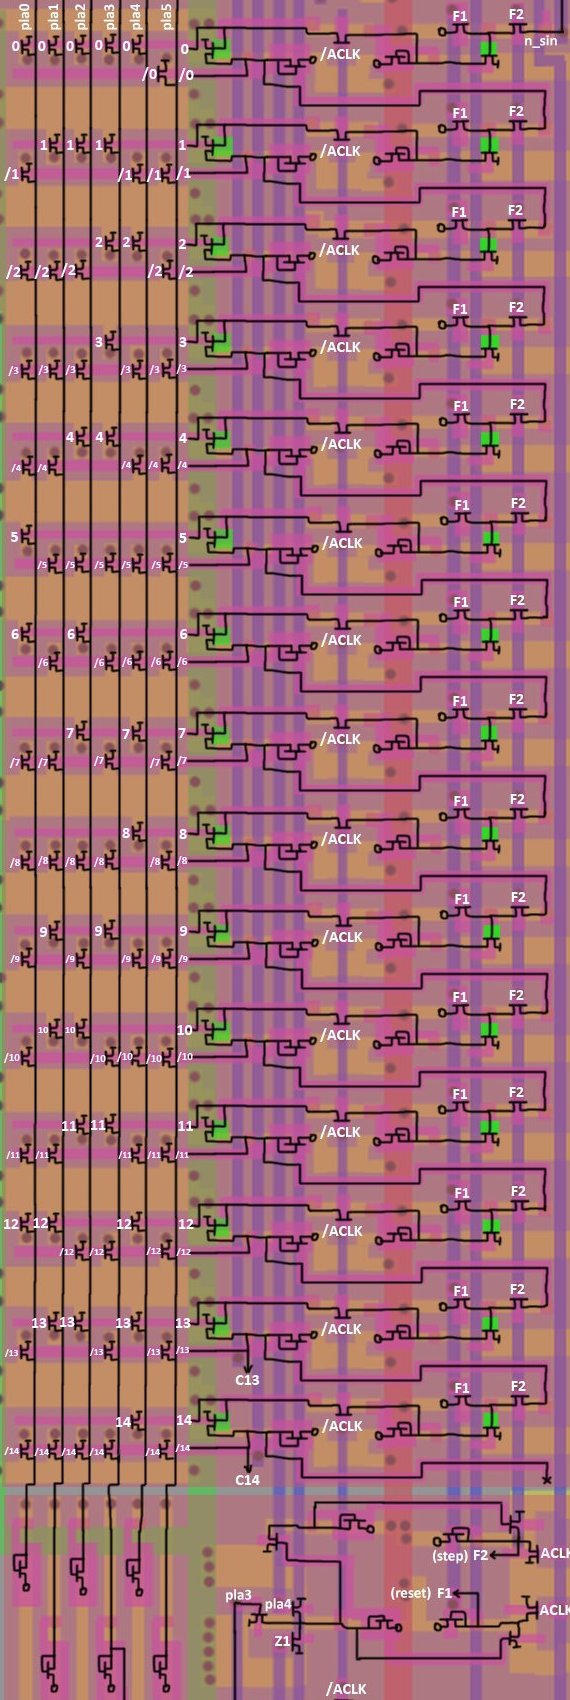 pla0 pla1 pla2 pla3 pla4 pla5
F1 F2
0 0 0 0 0 0 /ACLK n_sin
/0 /0
F1 F2
1 1 1 1 /ACLK
/1 /1 /1 /1
F1 F2
2 2 2 /ACLK
/2 /2 /2 /2 /2
F1 F2
3 3 /ACLK
/3 /3 /3 /3 /3 /3
F1 F2
4 4 4 /ACLK
/4 /4 /4 /4 /4
F1 F2
5 5 /ACLK
/5 /5 /5 /5 /5 /5
F1 F2
6 6 6 /ACLK
/6 /6 /6 /6 /6
F1 F2
7 7 7 /ACLK
/7 /7 /7 /7 /7
F1 F2
8 8 /ACLK
/8 /8 /8 /8 /8 /8
F1 F2
9 9 9 /ACLK
/9 /9 /9 /9 /9
F1 F2
10 10 10 /ACLK
/10 /10 /10 /10 /10
F1 F2
11 11 11 /ACLK
/11 /11 /11 /11 /11
F1 F2
12 12 12 12 /ACLK
/12 /12 /12 /12
F1 F2
13 13 13 13 /ACLK
/13 /13 /13 /13
C13
F1 F2
14 14 /ACLK
/14 /14 /14 /14 /14 /14
C14
(step) F2 ACLK
(reset) F1
pla3 pla4 ACLK
Z1
/ACLK